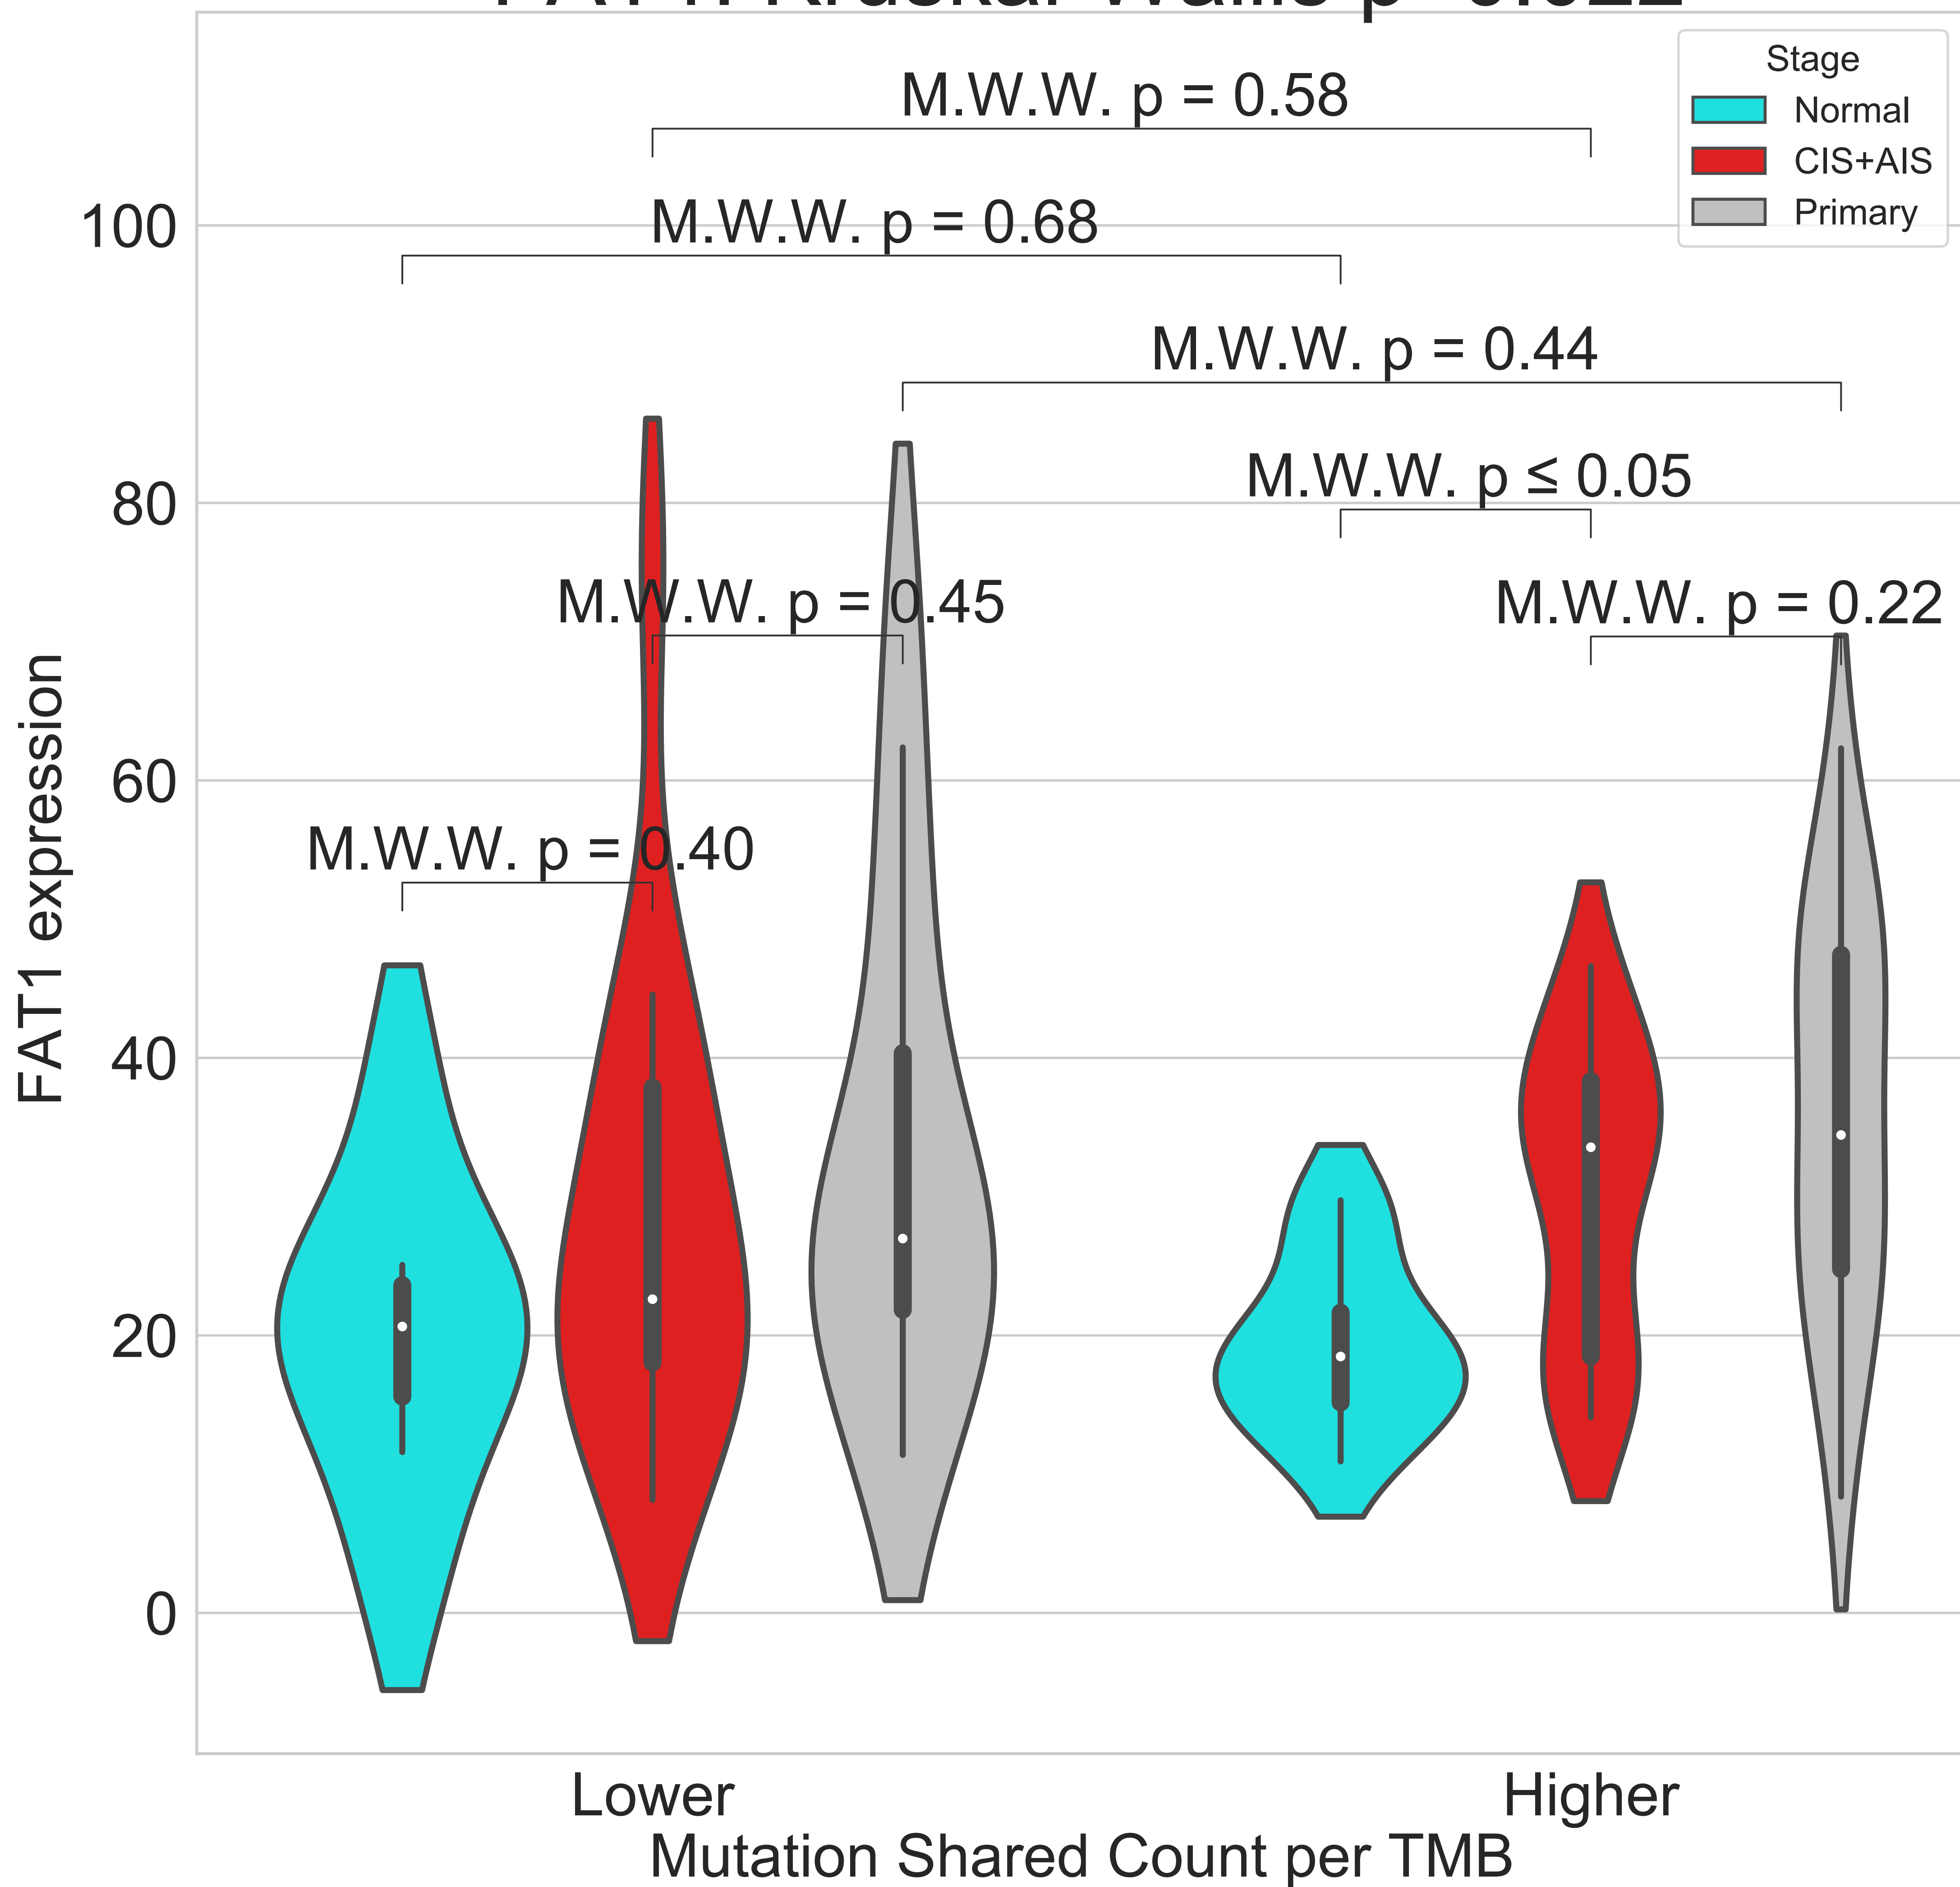 Stage
Normal
CIS+AIS
Primary
M.W.W. p = 0.58
M.W.W. p = 0.68
M.W.W. p = 0.44
M.W.W. p ≤ 0.05
M.W.W. p = 0.45
M.W.W. p = 0.22
M.W.W. p = 0.40
FAT1 expression
100
80
60
40
20
0
Lower
Higher
Mutation Shared Count per TMB